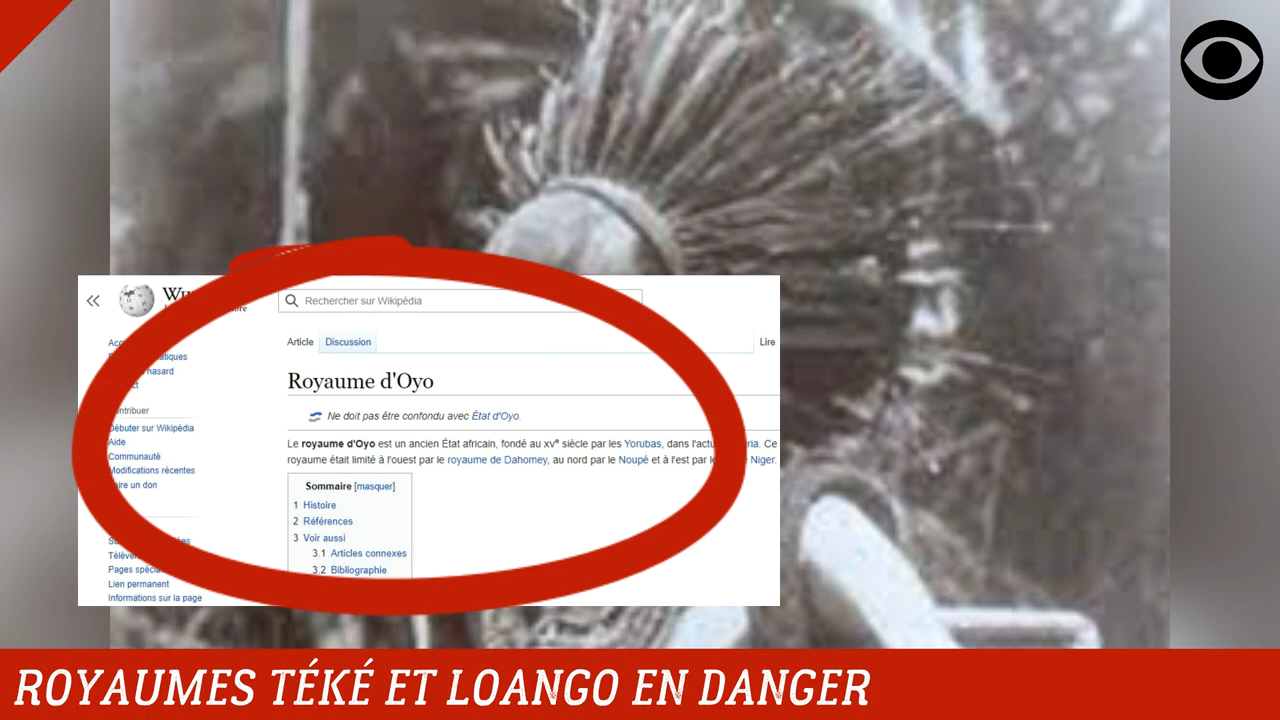 Rechercher sur Wikipédia
Article Discussion Lire
Royaume d'Oyo
Ne doit pas être confondu avec État d'Oyo.
Contribuer
Débuter sur Wikipédia
Le royaume d'Oyo est un ancien État africain, fondé au XVe siècle par les Yorubas, dans l'actu Ce
Aide
royaume était limité à l'ouest par le royaume de Dahomey, au nord par le Noupé et à l'est par le Niger.
Communauté
Modifications récentes
Faire un don
Sommaire [masquer]
1 Histoire
2 Références
3 Voir aussi
3.1 Articles connexes
3.2 Bibliographie
Pages
Lien permanent
Informations sur la page
ROYAUMES TÉKÉ ET LOANGO EN DANGER